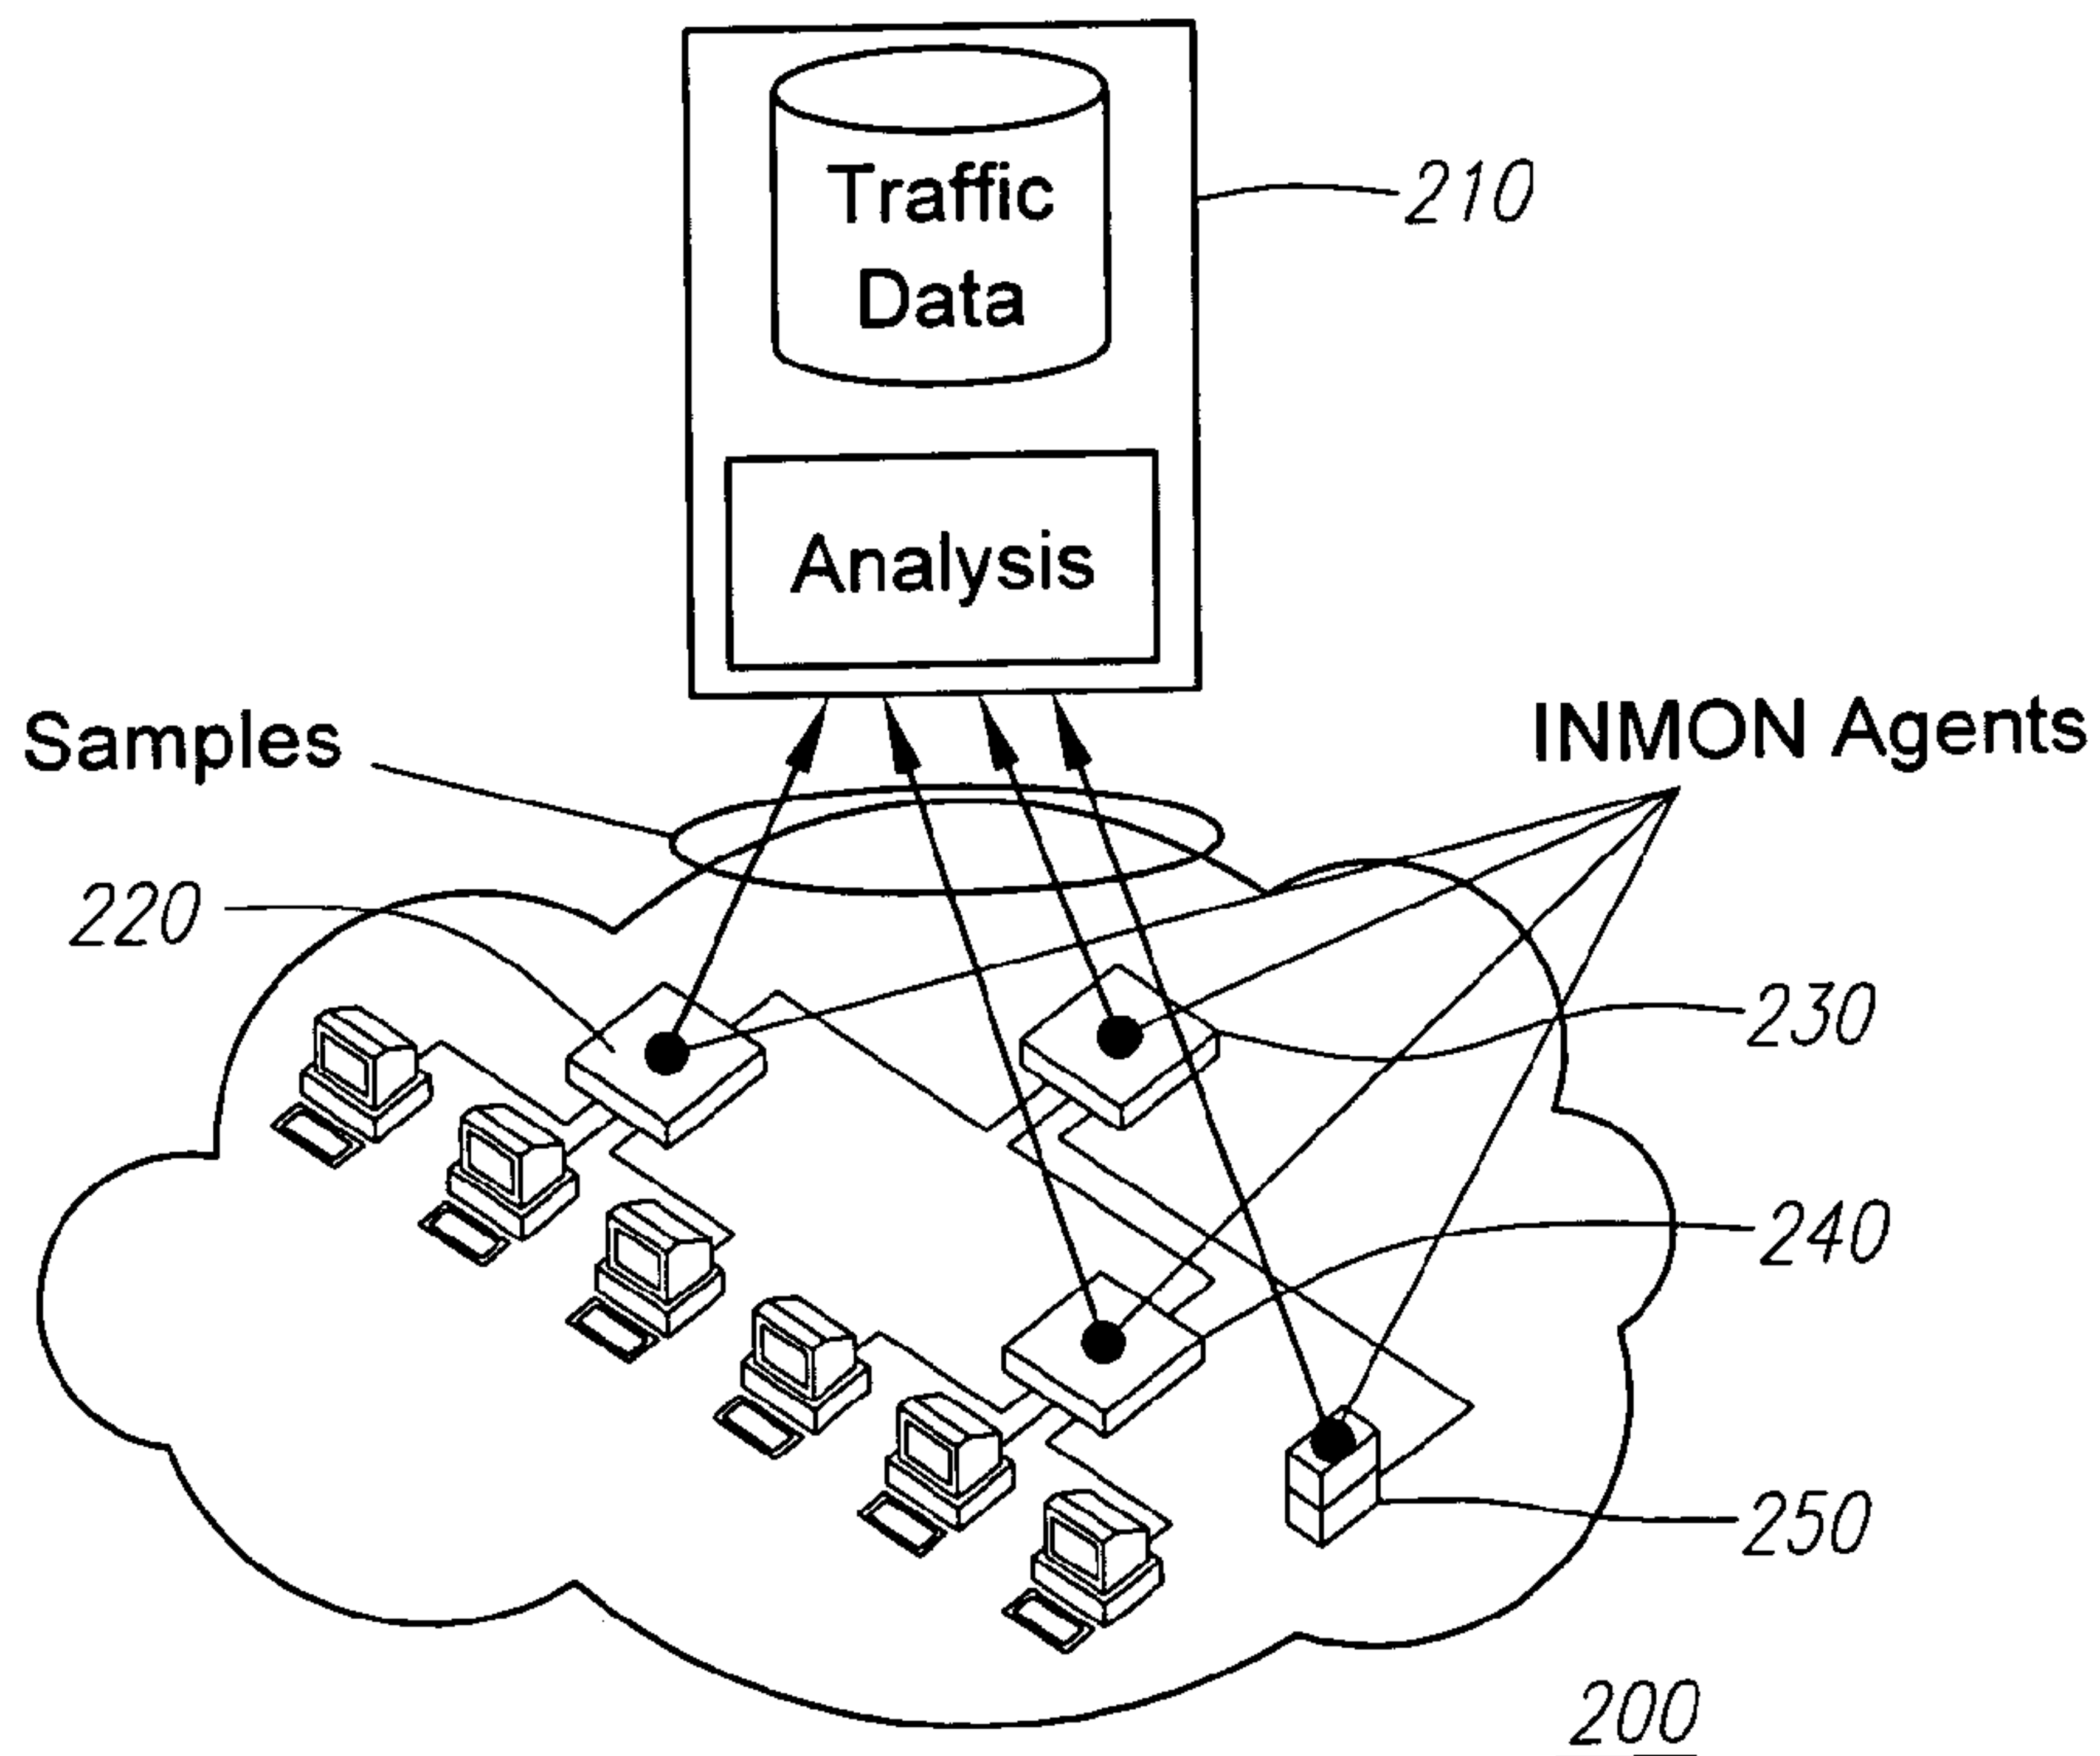 Traffic
Data
210
Analysis
Samples
INMON Agents
220
230
240
250
200